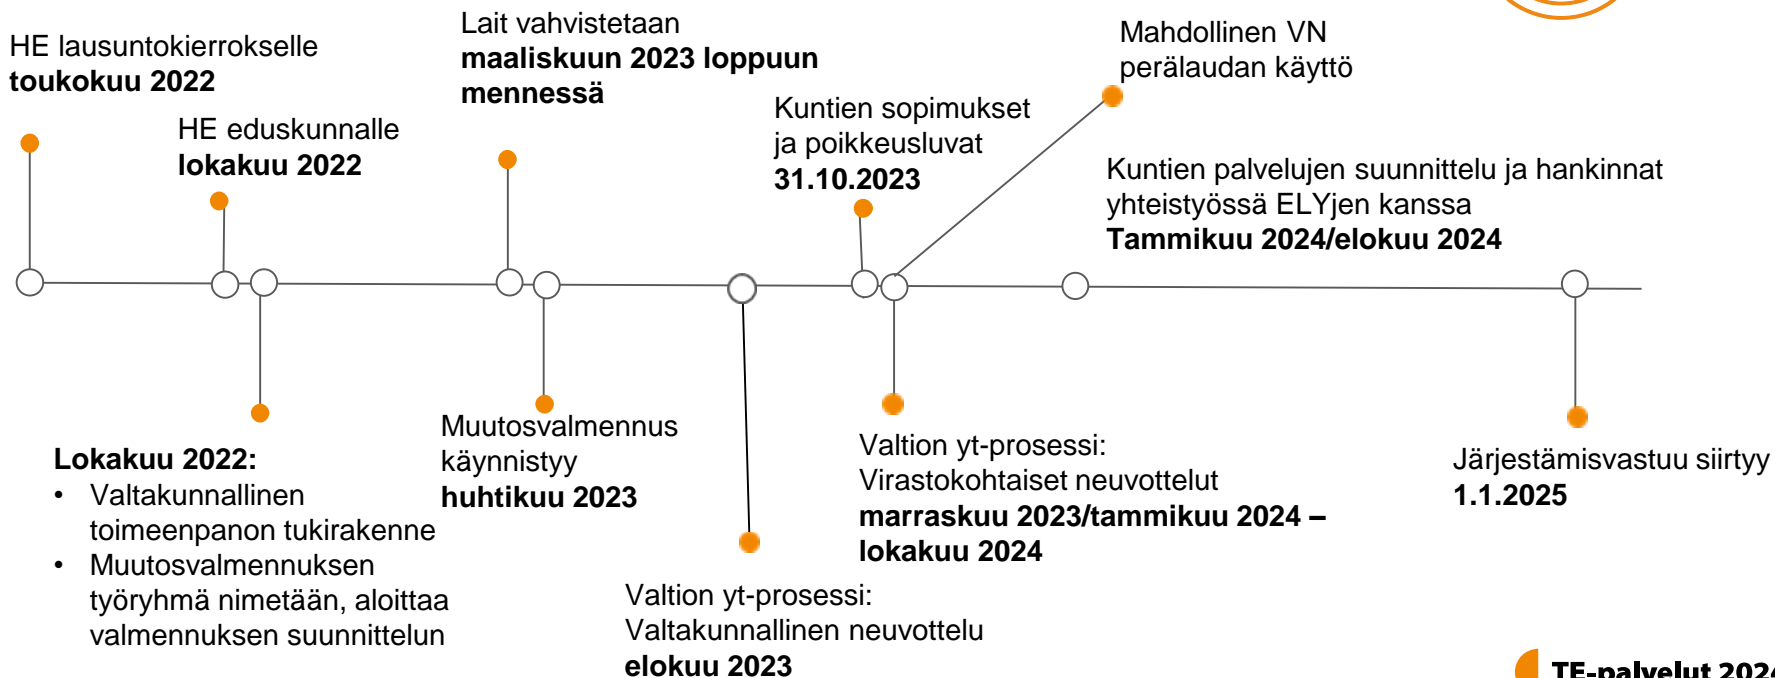 HE lausuntokierrokselle
toukokuu 2022
HE eduskunnalle
lokakuu 2022
Lait vahvistetaan
maaliskuun 2023 loppuun
mennessä
Kuntien sopimukset
ja poikkeusluvat
31.10.2023
Mahdollinen VN
perälaudan käyttö
Kuntien palvelujen suunnittelu ja hankinnat
yhteistyössä ELYjen kanssa
Tammikuu 2024/elokuu 2024
Lokakuu 2022:
• Valtakunnallinen
toimeenpanon tukirakenne
• Muutosvalmennuksen
työryhmä nimetään, aloittaa
valmennuksen suunnittelun
Muutosvalmennus
käynnistyy
huhtikuu 2023
Valtion yt-prosessi:
Valtakunnallinen neuvottelu
elokuu 2023
Valtion yt-prosessi:
Virastokohtaiset neuvottelut
marraskuu 2023/tammikuu 2024 –
lokakuu 2024
Järjestämisvastuu siirtyy
1.1.2025
TE-palvelut 2024